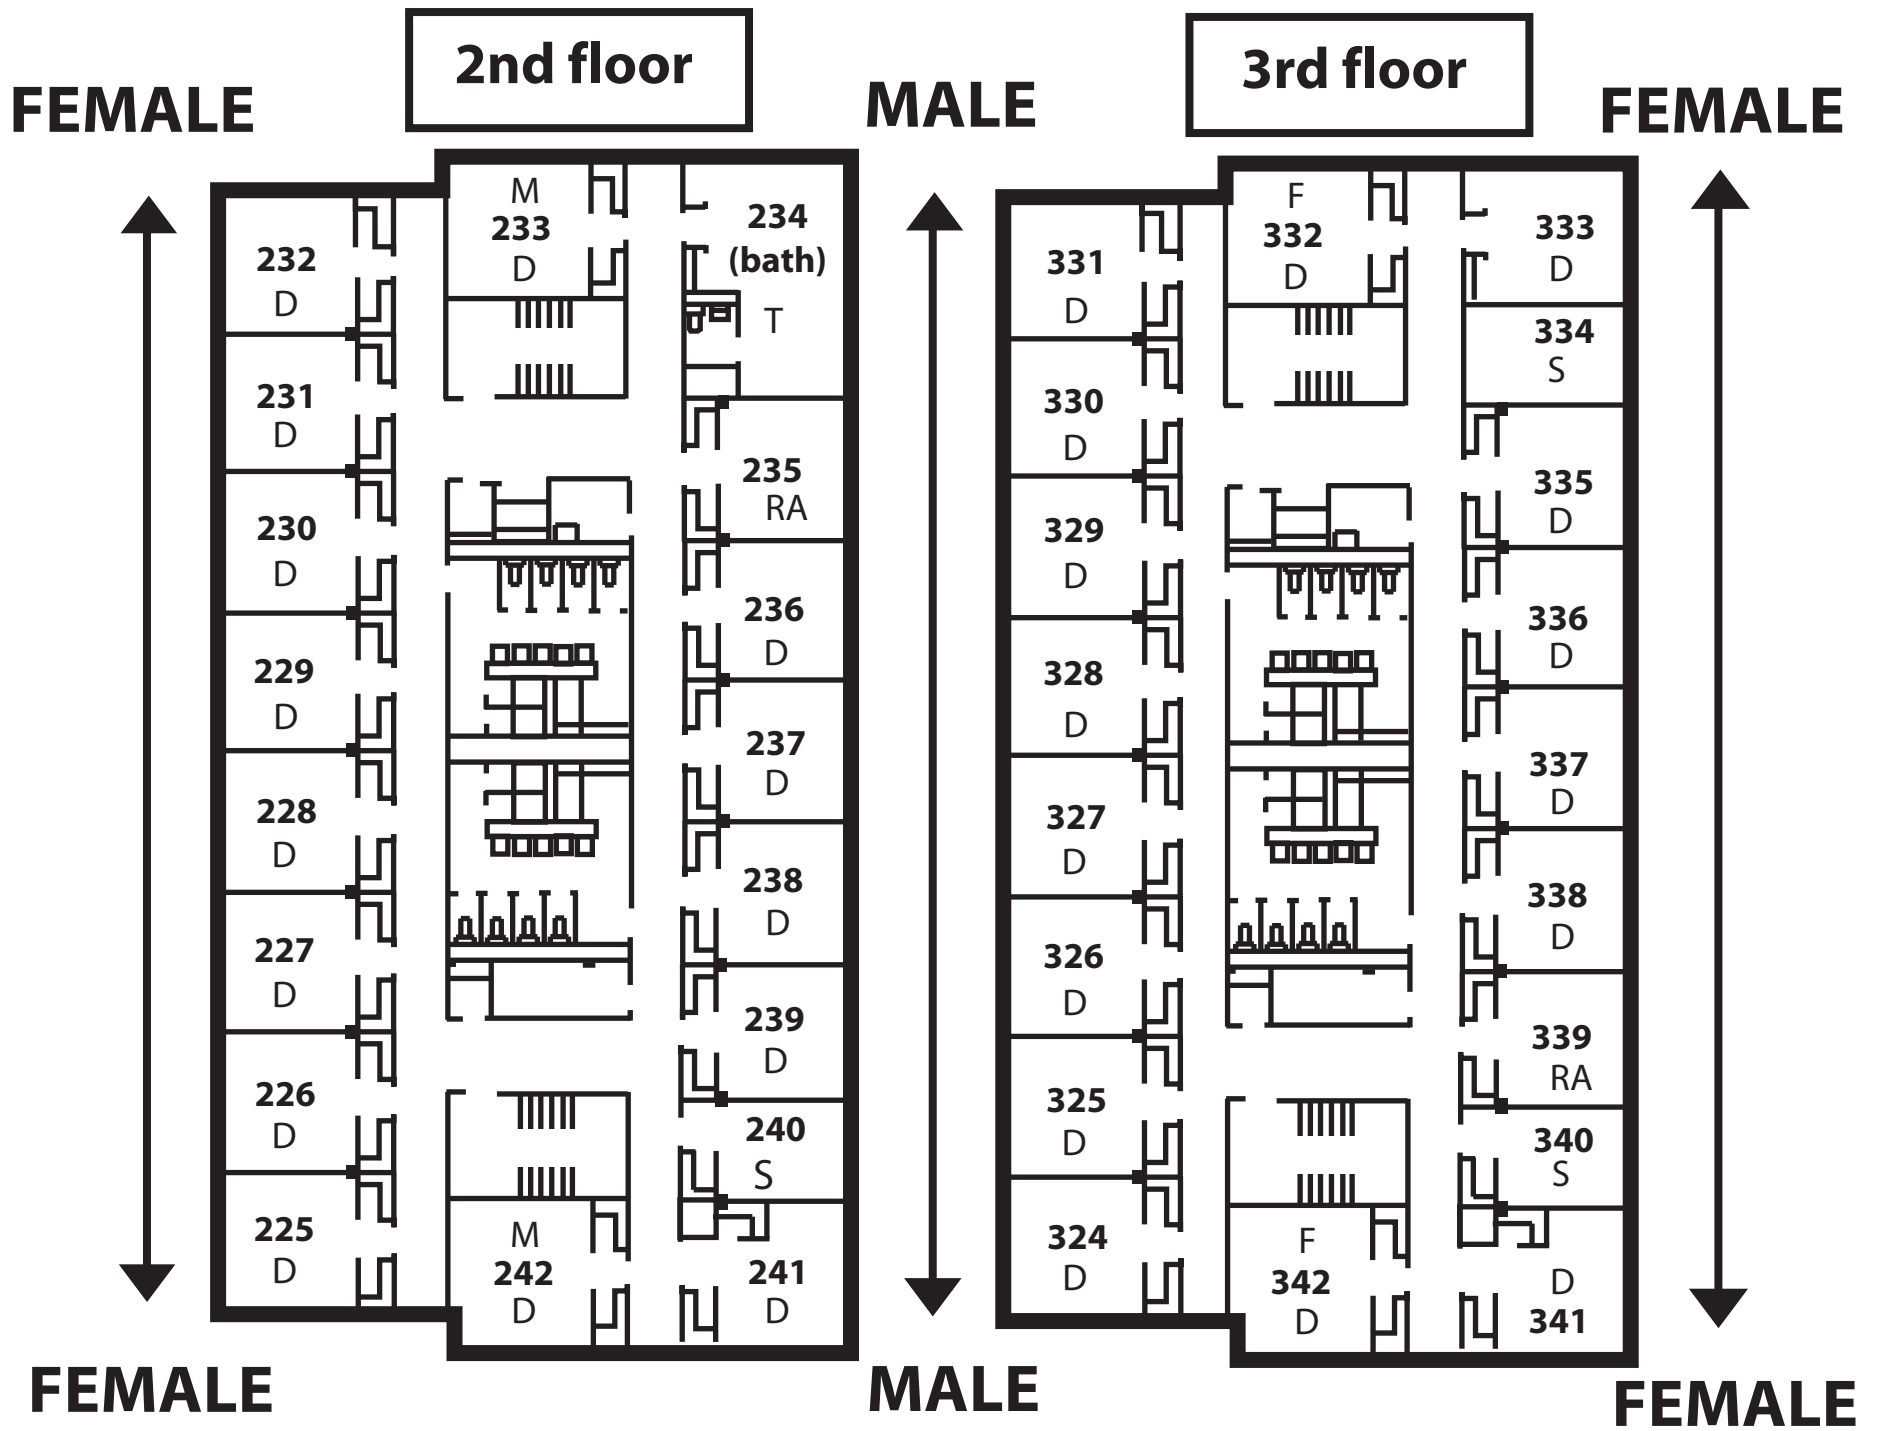 2nd floor
3rd floor
FEMALE
MALE
FEMALE
232
D
231
D
230
D
229
D
228
D
227
D
226
D
225
D
M
233
D
M
242
D
234
(bath)
T
235
RA
236
D
237
D
238
D
239
D
240
S
241
D
331
D
330
D
329
D
328
D
327
D
326
D
325
D
324
D
F
332
D
F
342
D
333
D
334
S
335
D
336
D
337
D
338
D
339
RA
340
S
D
341
FEMALE
MALE
FEMALE